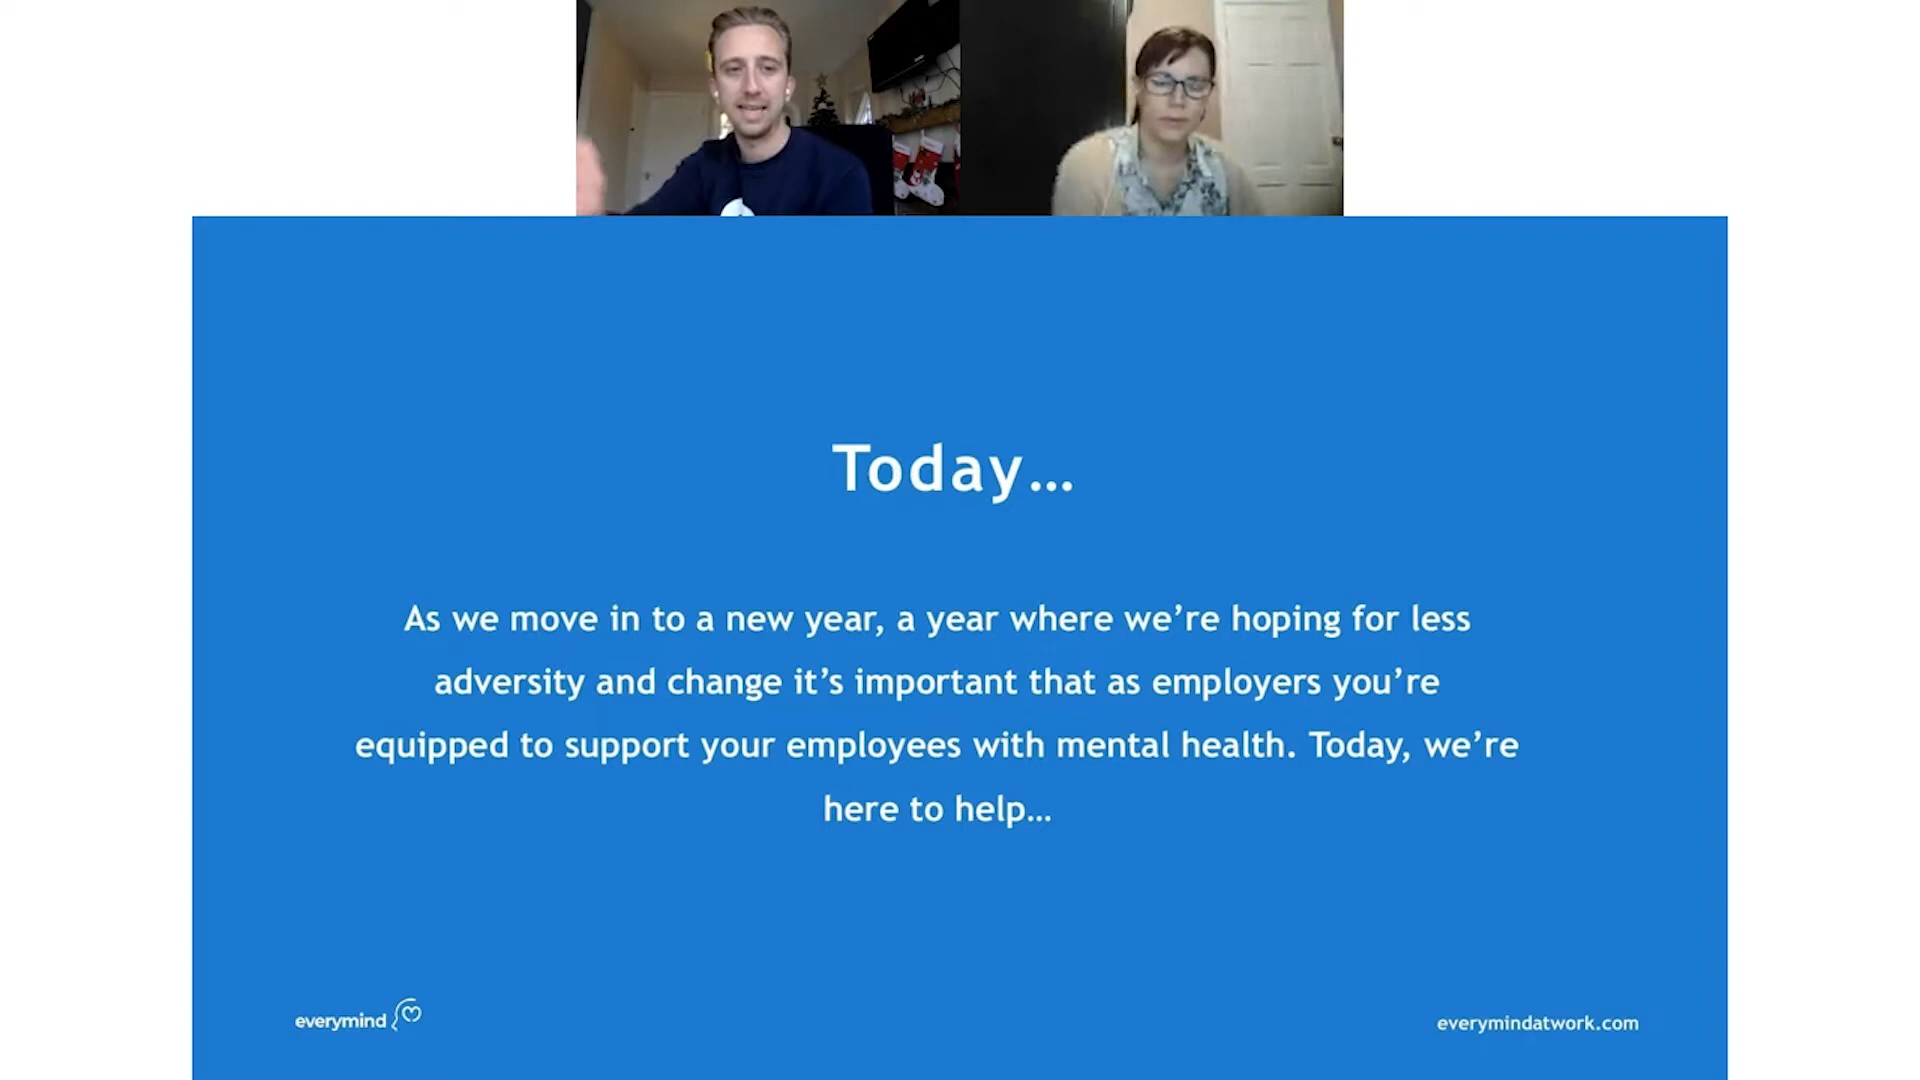 Today…
As we move in to a new year, a year where we’re hoping for less
adversity and change it’s important that as employers you’re
equipped to support your employees with mental health. Today, we’re
here to help…
everymind
everymindatwork.com